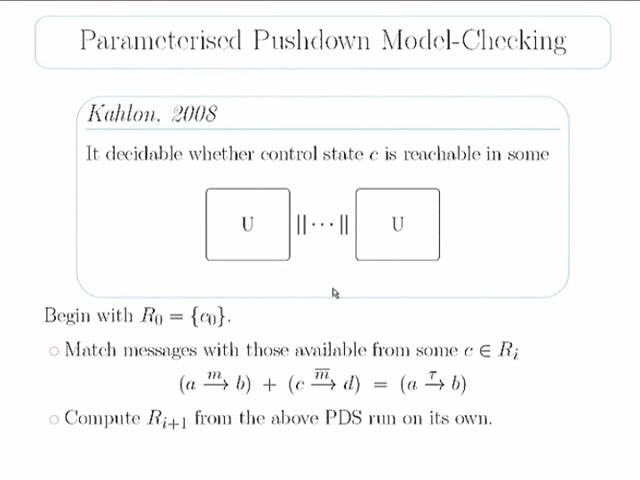 Parameterised Pushdown Model-Checking
Kahlon, 2008
It decidable whether control state c is reachable in some
U || ··· || U
Begin with R₀ = {c₀}.
○ Match messages with those available from some c ∈ Rᵢ
(a —m→ b) + (c —m̅→ d) = (a —τ→ b)
○ Compute Rᵢ₊₁ from the above PDS run on its own.